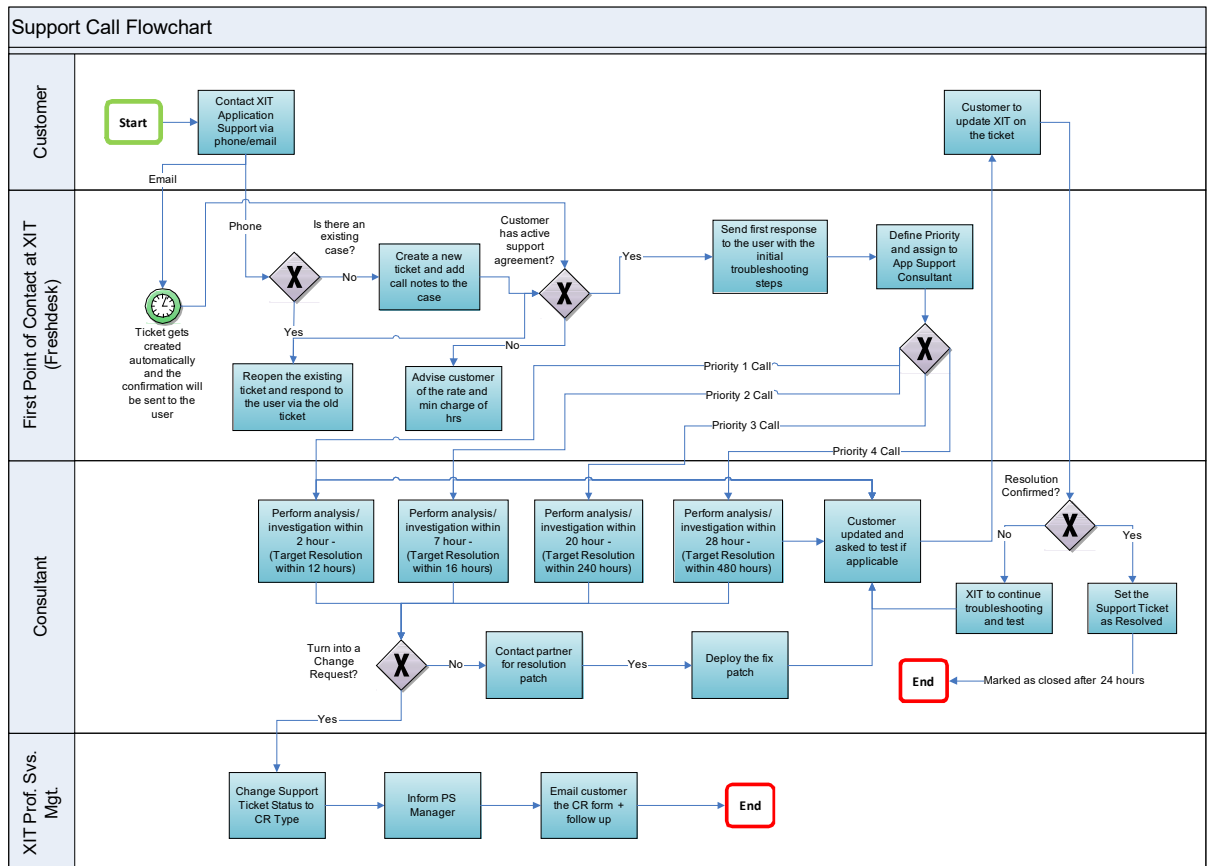 Support Call Flowchart
Customer
Start
Contact XIT
Application
Support via
phone/email
Customer to
update XIT on
the ticket
Email
First Point of Contact at XIT
(Freshdesk)
Phone
Is there an
existing
case?
X
No
Yes
Create a new
ticket and add
call notes to the
case
Customer
has active
support
agreement?
X
Yes
No
Send first response
to the user with the
initial
troubleshooting
steps
Define Priority
and assign to
App Support
Consultant
X
Ticket gets
created
automatically
and the
confirmation will
be sent to the
user
Reopen the existing
ticket and respond to
the user via the old
ticket
Advise customer
of the rate and
min charge of
hrs
Priority 1 Call
Priority 2 Call
Priority 3 Call
Priority 4 Call
Consultant
Perform analysis/
investigation within
2 hour -
(Target Resolution
within 12 hours)
Perform analysis/
investigation within
7 hour -
(Target Resolution
within 16 hours)
Perform analysis/
investigation within
20 hour -
(Target Resolution
within 240 hours)
Perform analysis/
investigation within
28 hour -
(Target Resolution
within 480 hours)
Customer
updated and
asked to test if
applicable
Resolution
Confirmed?
X
No
Yes
XIT to continue
troubleshooting
and test
Set the
Support Ticket
as Resolved
Turn into a
Change
Request?
X
No
Contact partner
for resolution
patch
Yes
Deploy the fix
patch
End
Marked as closed after 24 hours
Yes
XIT Prof. Svs.
Mgt.
Change Support
Ticket Status to
CR Type
Inform PS
Manager
Email customer
the CR form +
follow up
End